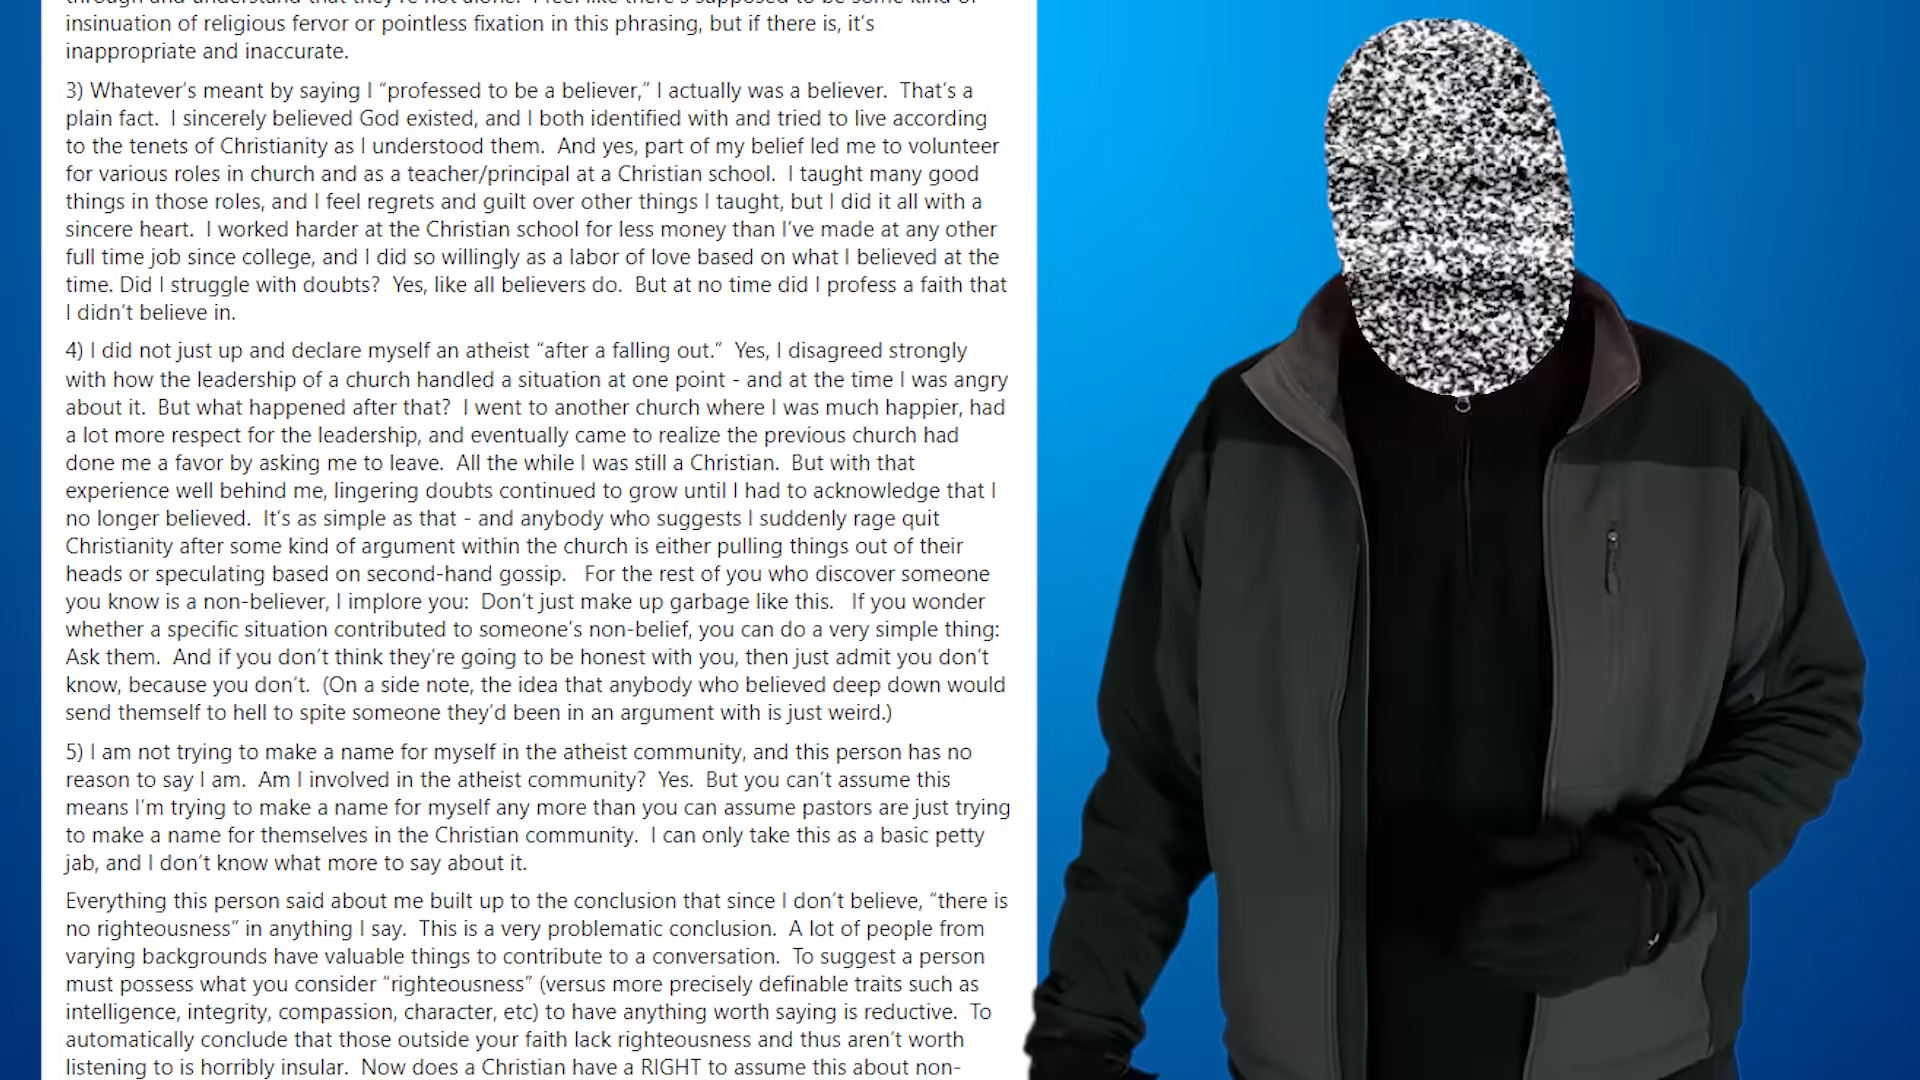 insinuation of religious fervor or pointless fixation in this phrasing, but if there is, it's
inappropriate and inaccurate.
3) Whatever's meant by saying I "professed to be a believer," I actually was a believer.  That's a
plain fact.  I sincerely believed God existed, and I both identified with and tried to live according
to the tenets of Christianity as I understood them.  And yes, part of my belief led me to volunteer
for various roles in church and as a teacher/principal at a Christian school.  I taught many good
things in those roles, and I feel regrets and guilt over other things I taught, but I did it all with a
sincere heart.  I worked harder at the Christian school for less money than I've made at any other
full time job since college, and I did so willingly as a labor of love based on what I believed at the
time. Did I struggle with doubts?  Yes, like all believers do.  But at no time did I profess a faith that
I didn't believe in.
4) I did not just up and declare myself an atheist "after a falling out."  Yes, I disagreed strongly
with how the leadership of a church handled a situation at one point - and at the time I was angry
about it.  But what happened after that?  I went to another church where I was much happier, had
a lot more respect for the leadership, and eventually came to realize the previous church had
done me a favor by asking me to leave.  All the while I was still a Christian.  But with that
experience well behind me, lingering doubts continued to grow until I had to acknowledge that I
no longer believed.  It's as simple as that - and anybody who suggests I suddenly rage quit
Christianity after some kind of argument within the church is either pulling things out of their
heads or speculating based on second-hand gossip.   For the rest of you who discover someone
you know is a non-believer, I implore you:  Don't just make up garbage like this.   If you wonder
whether a specific situation contributed to someone's non-belief, you can do a very simple thing:
Ask them.  And if you don't think they're going to be honest with you, then just admit you don't
know, because you don't.  (On a side note, the idea that anybody who believed deep down would
send themself to hell to spite someone they'd been in an argument with is just weird.)
5) I am not trying to make a name for myself in the atheist community, and this person has no
reason to say I am.  Am I involved in the atheist community?  Yes.  But you can't assume this
means I'm trying to make a name for myself any more than you can assume pastors are just trying
to make a name for themselves in the Christian community.  I can only take this as a basic petty
jab, and I don't know what more to say about it.
Everything this person said about me built up to the conclusion that since I don't believe, "there is
no righteousness" in anything I say.  This is a very problematic conclusion.  A lot of people from
varying backgrounds have valuable things to contribute to a conversation.  To suggest a person
must possess what you consider "righteousness" (versus more precisely definable traits such as
intelligence, integrity, compassion, character, etc) to have anything worth saying is reductive.  To
automatically conclude that those outside your faith lack righteousness and thus aren't worth
listening to is horribly insular.  Now does a Christian have a RIGHT to assume this about non-